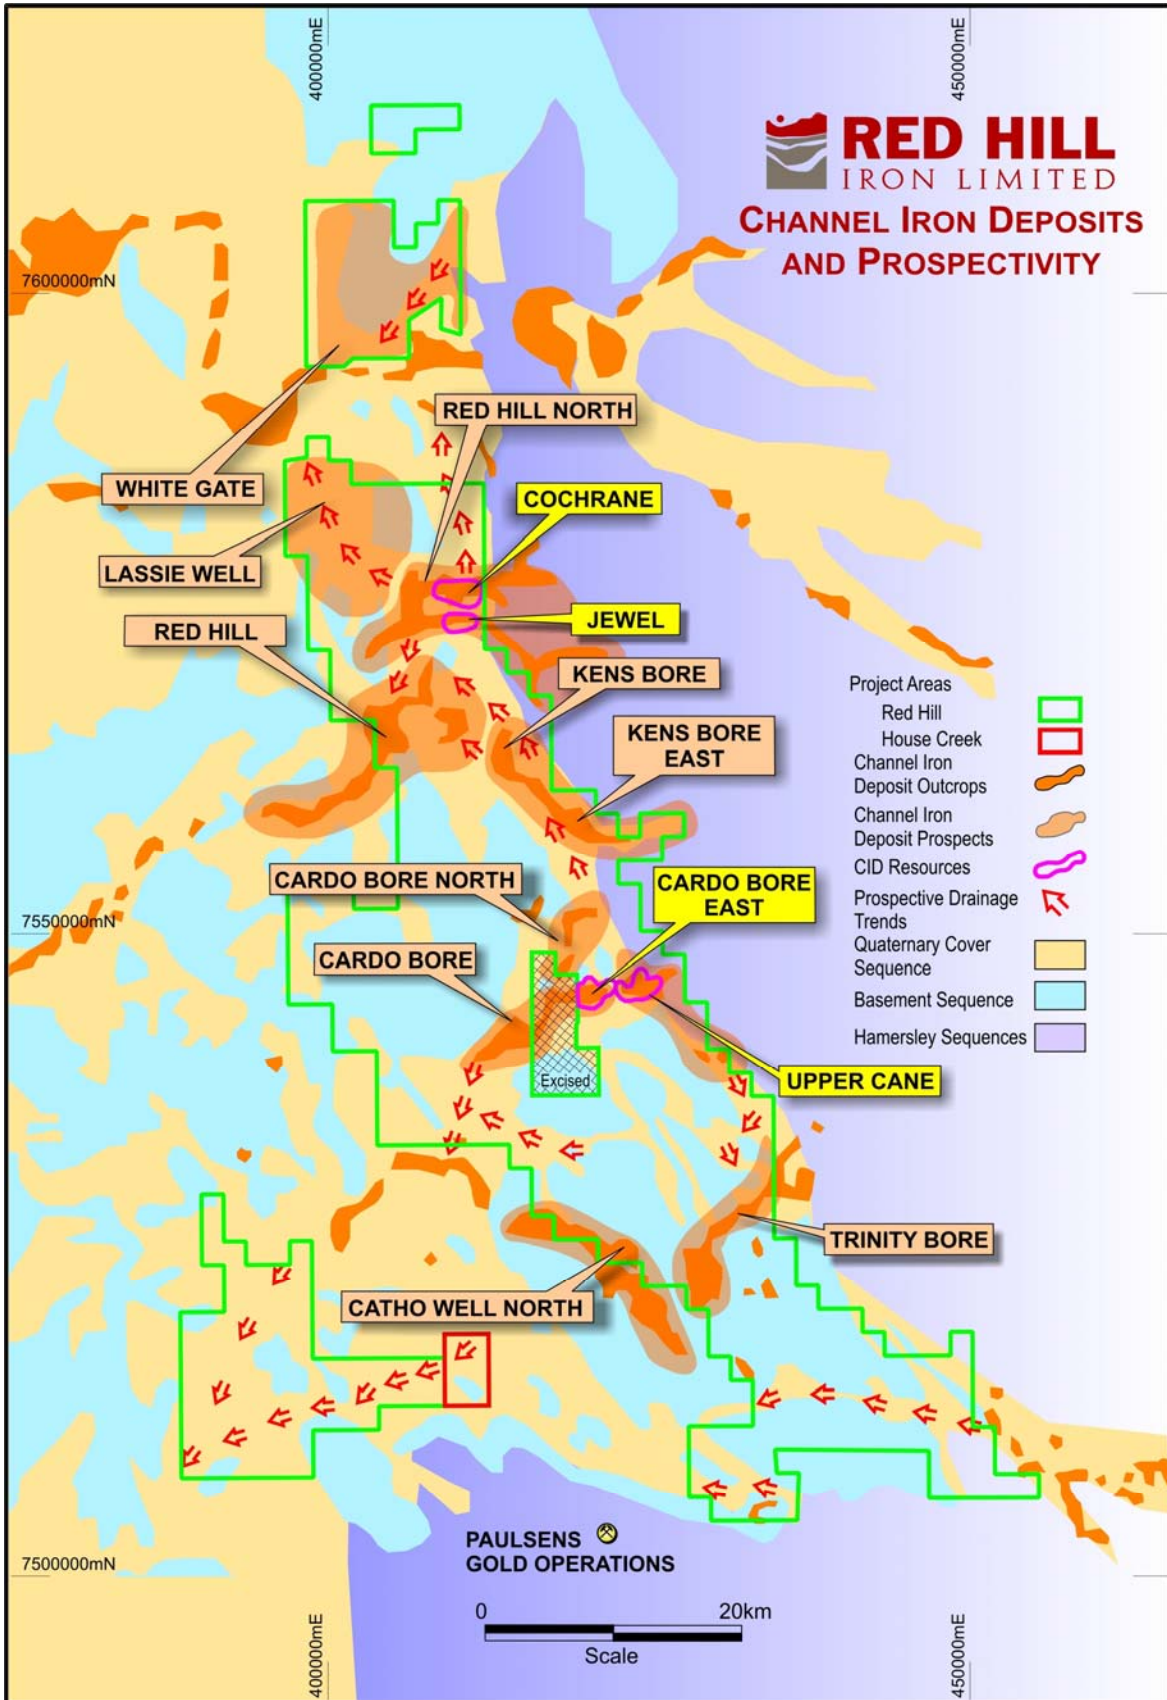 400000mE
450000mE
RED HILL
IRON LIMITED
CHANNEL IRON DEPOSITS
AND PROSPECTIVITY
7600000mN
RED HILL NORTH
WHITE GATE
COCHRANE
LASSIE WELL
RED HILL
JEWEL
KENS BORE
KENS BORE
EAST
Project Areas
Red Hill
House Creek
Channel Iron
Deposit Outcrops
Channel Iron
Deposit Prospects
CID Resources
Prospective Drainage
Trends
Quaternary Cover
Sequence
Basement Sequence
Hamersley Sequences
CARDO BORE NORTH
CARDO BORE
EAST
7550000mN
CARDO BORE
Excised
UPPER CANE
TRINITY BORE
CATHO WELL NORTH
PAULSENS
GOLD OPERATIONS
7500000mN
0 20km
Scale
400000mE
450000mE